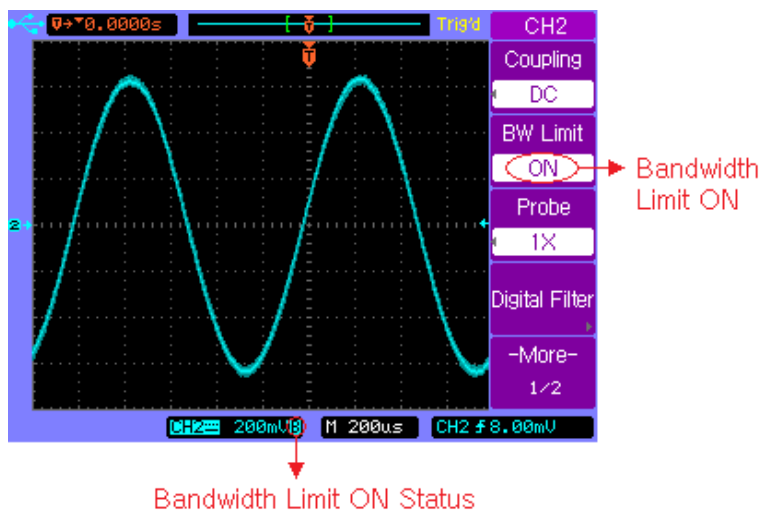 T→▼0.0000s [ T ] Trig'd CH2
T
Coupling
DC
BW Limit
ON
Bandwidth
Limit ON
Probe
2
1X
Digital Filter
-More-
1/2
CH2 200mVB M 200us CH2 8.00mV
Bandwidth Limit ON Status